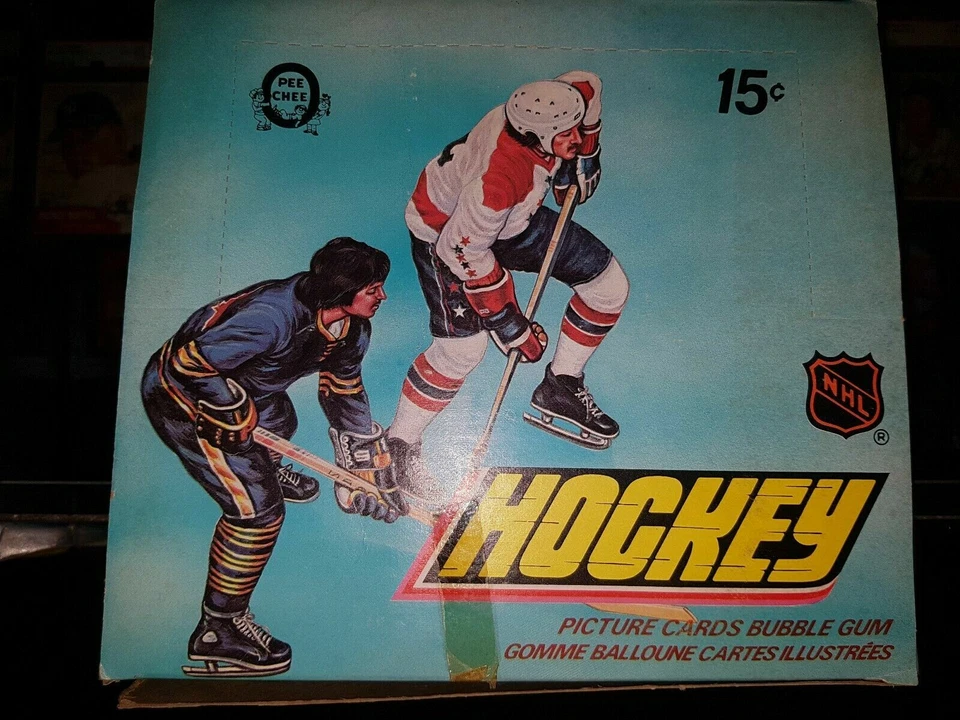 PEE
CHEE
15¢
NHL
®
HOCKEY
PICTURE CARDS BUBBLE GUM
GOMME BALLOUNE CARTES ILLUSTRÉES